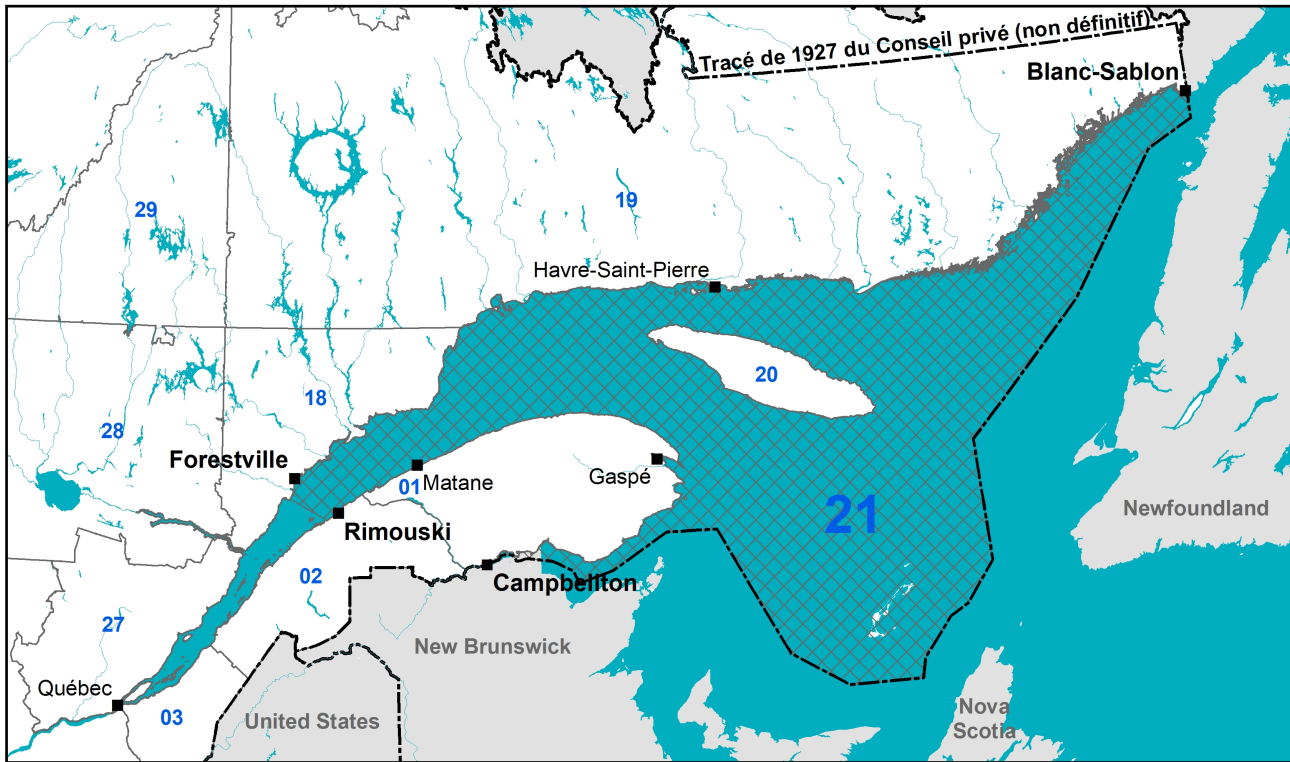 Tracé de 1927 du Conseil privé (non définitif)
Blanc-Sablon
29
19
Havre-Saint-Pierre
20
18
28
Forestville
01
Matane
Gaspé
21
Newfoundland
Rimouski
02
Campbellton
27
New Brunswick
Québec
03
United States
Nova
Scotia